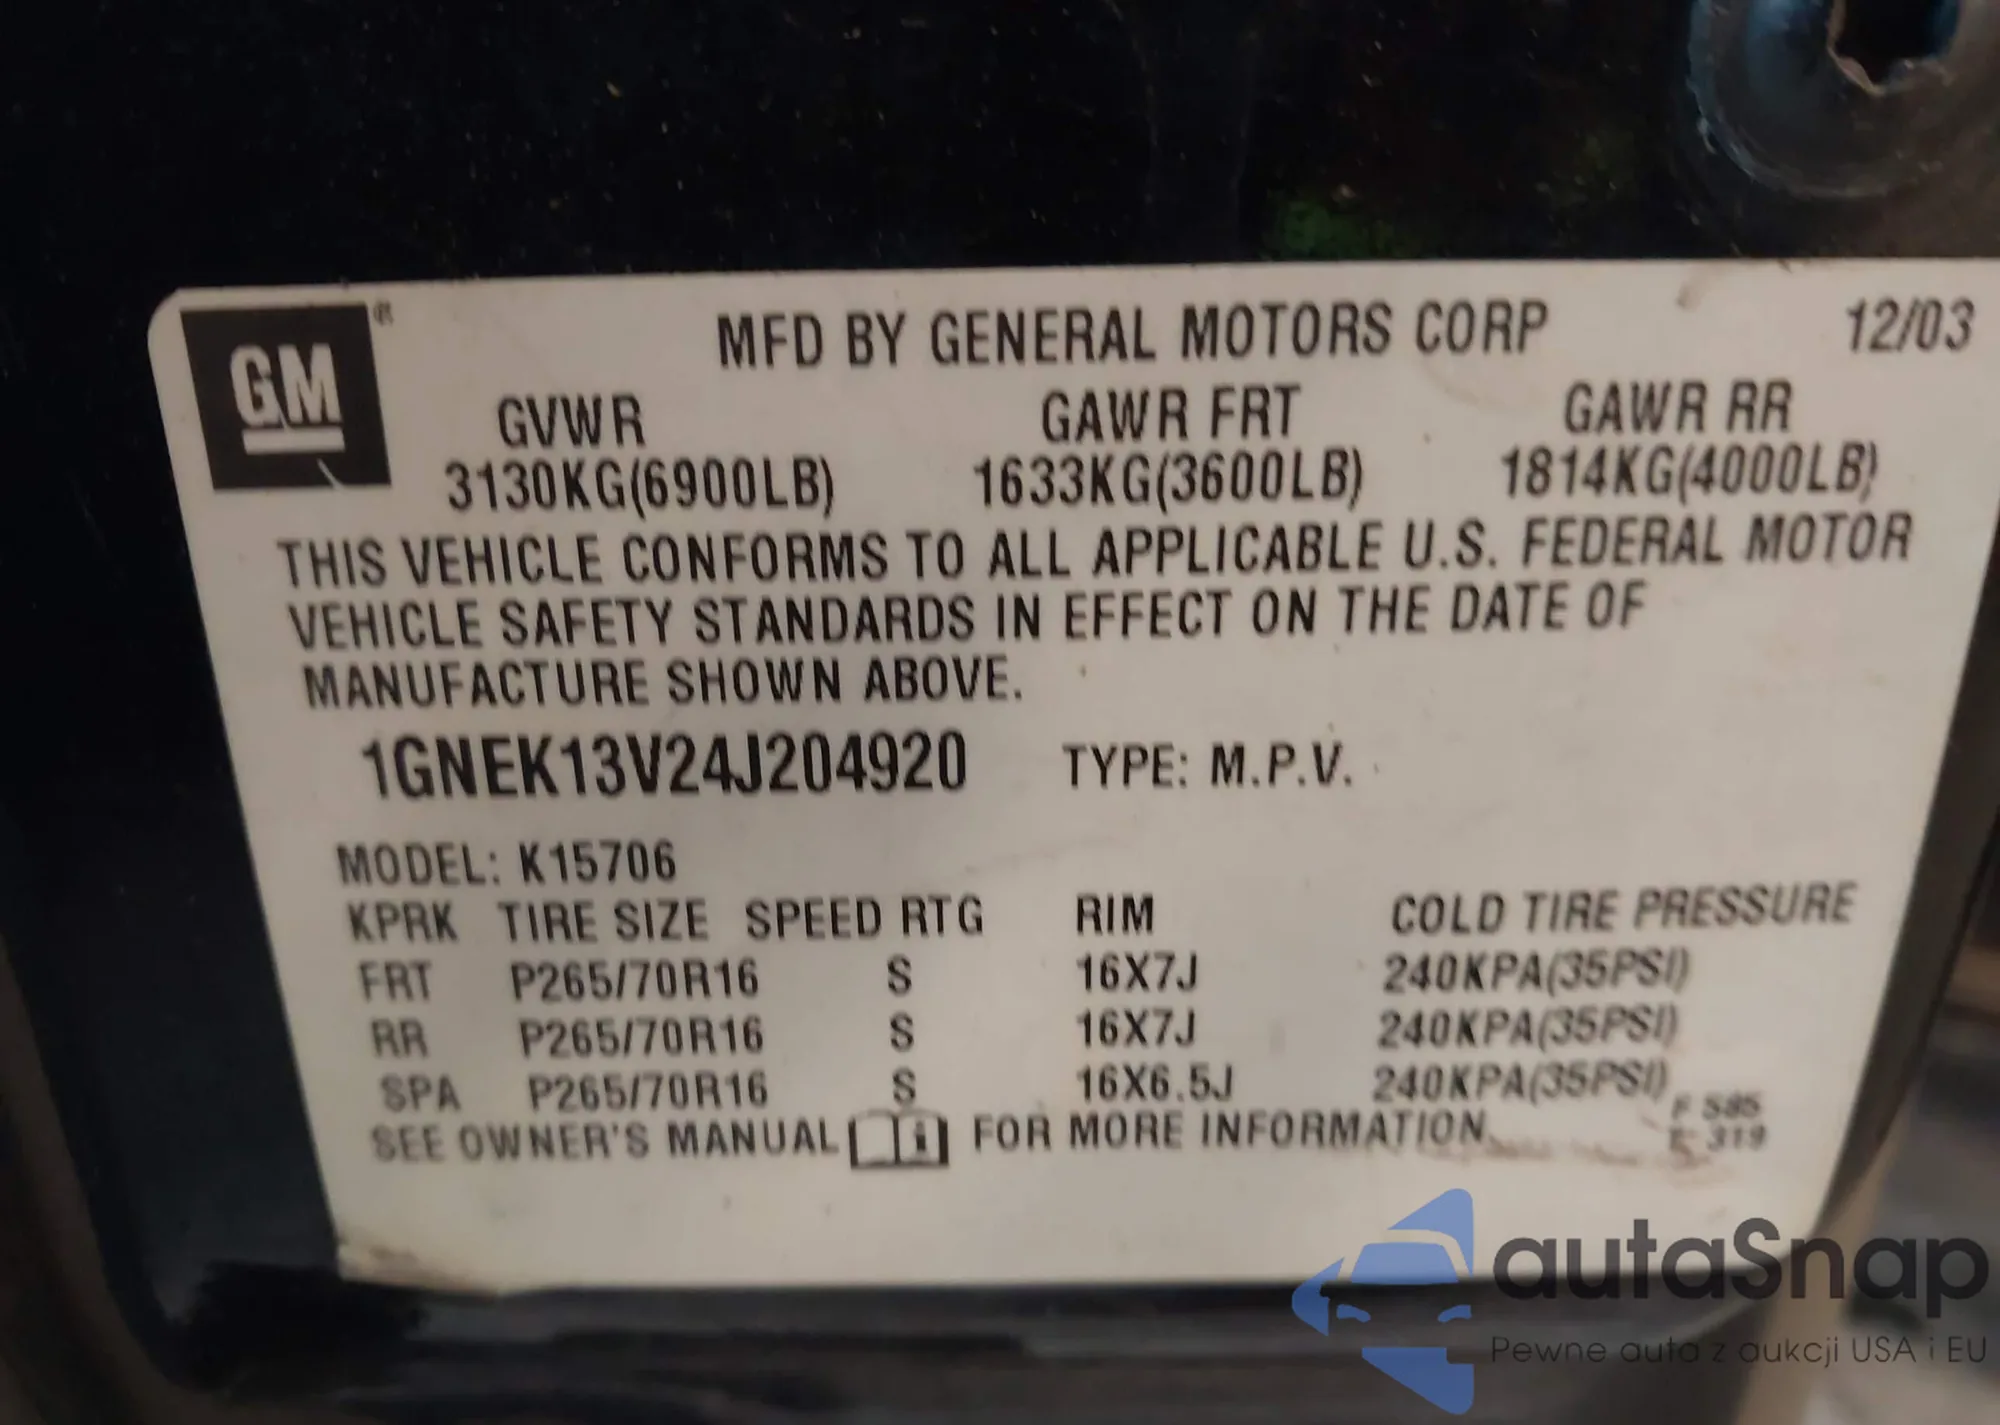 GM®
MFD BY GENERAL MOTORS CORP 12/03
GVWR GAWR FRT GAWR RR
3130KG(6900LB) 1633KG(3600LB) 1814KG(4000LB)
THIS VEHICLE CONFORMS TO ALL APPLICABLE U.S. FEDERAL MOTOR
VEHICLE SAFETY STANDARDS IN EFFECT ON THE DATE OF
MANUFACTURE SHOWN ABOVE.
1GNEK13V24J204920 TYPE: M.P.V.
MODEL: K15706
KPRK TIRE SIZE SPEED RTG RIM COLD TIRE PRESSURE
FRT P265/70R16 S 16X7J 240KPA(35PSI)
RR P265/70R16 S 16X7J 240KPA(35PSI)
SPA P265/70R16 S 16X6.5J 240KPA(35PSI)
SEE OWNER'S MANUAL i FOR MORE INFORMATION
F 585
319
autaSnap
Pewne auta z aukcji USA i EU